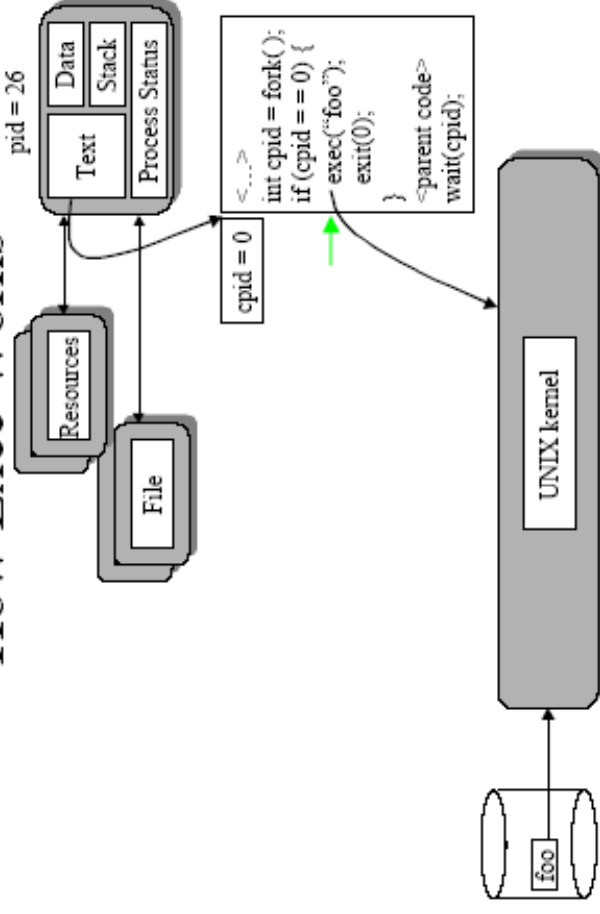 pid = 26
Data
Text
Stack
Process Status
Resources
File
cpid = 0
<…>
int cpid = fork( );
if (cpid = = 0) {
exec(“foo”);
exit(0);
}
<parent code>
wait(cpid);
UNIX kernel
foo